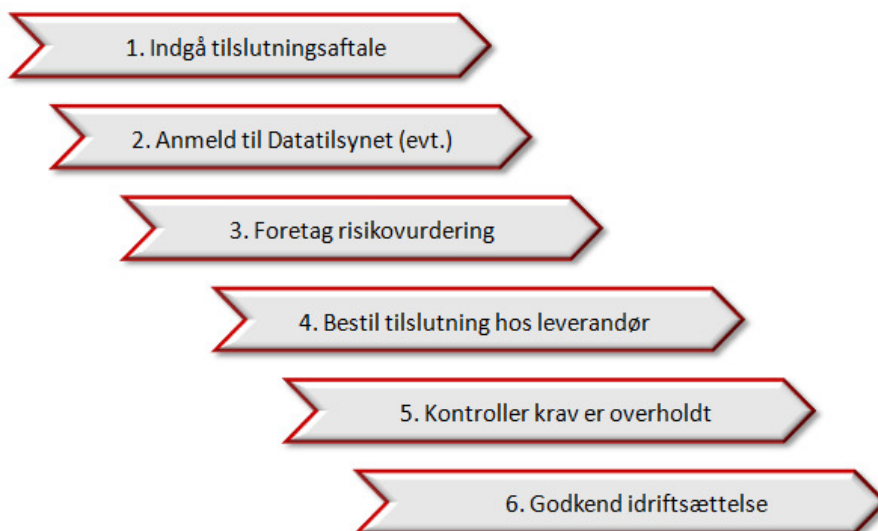 1. Indgå tilslutningsaftale
2. Anmeld til Datatilsynet (evt.)
3. Foretag risikovurdering
4. Bestil tilslutning hos leverandør
5. Kontroller krav er overholdt
6. Godkend idriftsættelse